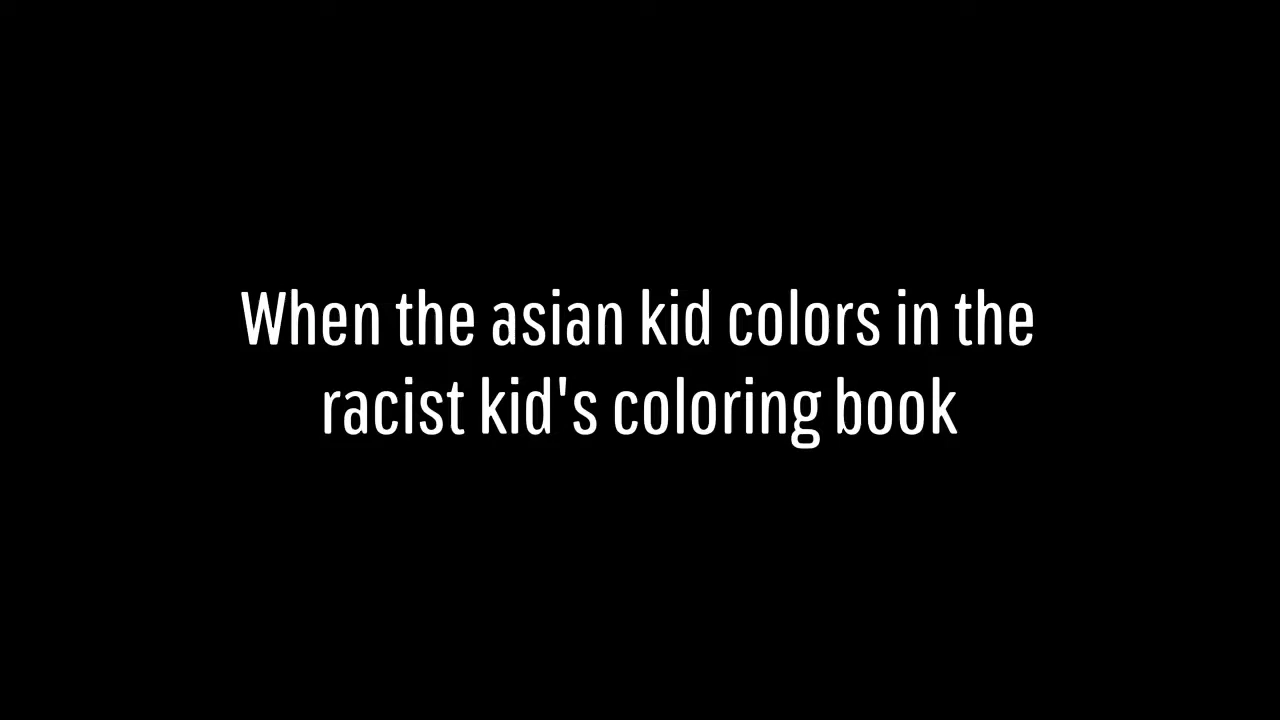 When the asian kid colors in the
racist kid's coloring book